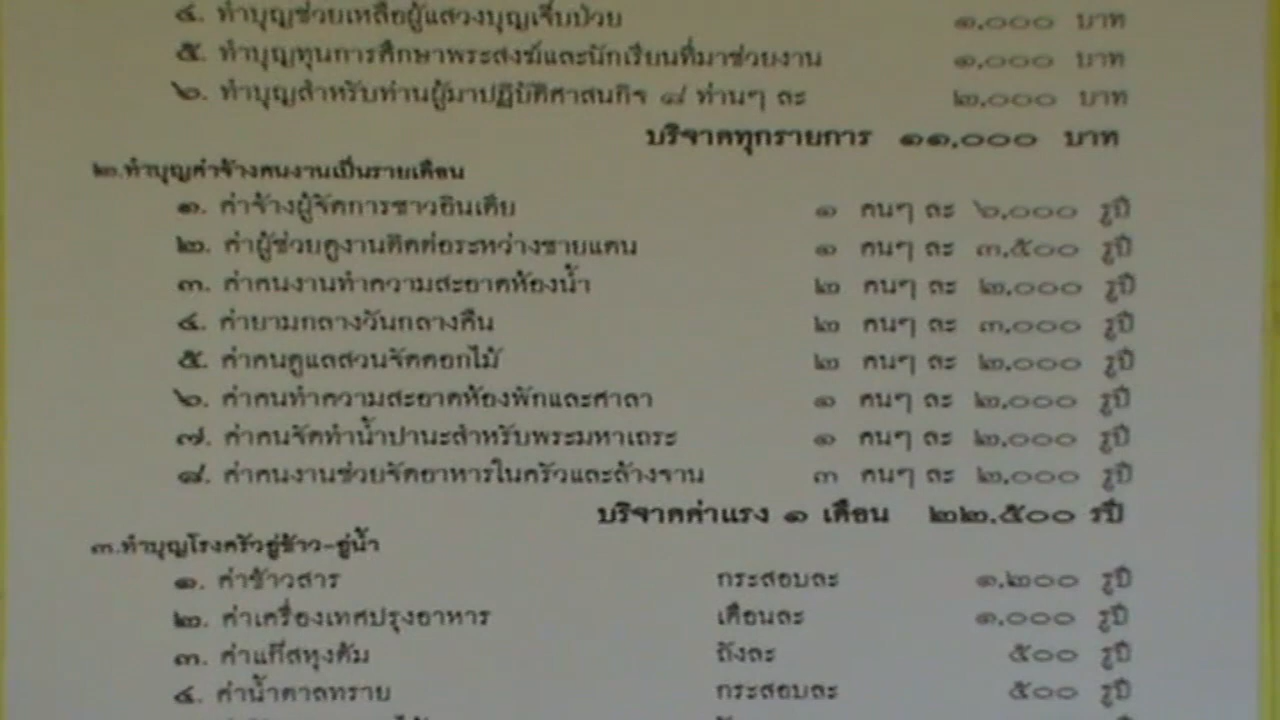 ๔. ทำบุญช่วยเหลือผู้แสวงบุญเจ็บป่วย ๑,๐๐๐ บาท
๕. ทำบุญทุนการศึกษาพระสงฆ์และนักเรียนที่มาช่วยงาน ๑,๐๐๐ บาท
๖. ทำบุญสำหรับท่านผู้มาปฏิบัติศาสนกิจ ๘ ท่านๆ ละ ๒,๐๐๐ บาท
บริจาคทุกรายการ ๑๑,๐๐๐ บาท
๒.ทำบุญค่าจ้างคนงานเป็นรายเดือน
๑. ค่าจ้างผู้จัดการชาวอินเดีย ๑ คนๆ ละ ๖,๐๐๐ รูปี
๒. ค่าผู้ช่วยดูงานติดต่อระหว่างชายแดน ๑ คนๆ ละ ๓,๕๐๐ รูปี
๓. ค่าคนงานทำความสะอาดห้องน้ำ ๒ คนๆ ละ ๒,๐๐๐ รูปี
๔. ค่ายามกลางวันกลางคืน ๒ คนๆ ละ ๓,๐๐๐ รูปี
๕. ค่าคนดูแลสวนจัดดอกไม้ ๒ คนๆ ละ ๒,๐๐๐ รูปี
๖. ค่าคนทำความสะอาดห้องพักและศาลา ๑ คนๆ ละ ๒,๐๐๐ รูปี
๗. ค่าคนจัดทำน้ำปานะสำหรับพระมหาเถระ ๑ คนๆ ละ ๒,๐๐๐ รูปี
๘. ค่าคนงานช่วยจัดอาหารในครัวและล้างจาน ๓ คนๆ ละ ๒,๐๐๐ รูปี
บริจาคค่าแรง ๑ เดือน ๒๒,๕๐๐ รูปี
๓.ทำบุญโรงครัวอู่ข้าว-อู่น้ำ
๑. ค่าข้าวสาร กระสอบละ ๑,๒๐๐ รูปี
๒. ค่าเครื่องเทศปรุงอาหาร เดือนละ ๑,๐๐๐ รูปี
๓. ค่าแก๊สหุงต้ม ถังละ ๕๐๐ รูปี
๔. ค่าน้ำตาลทราย กระสอบละ ๕๐๐ รูปี